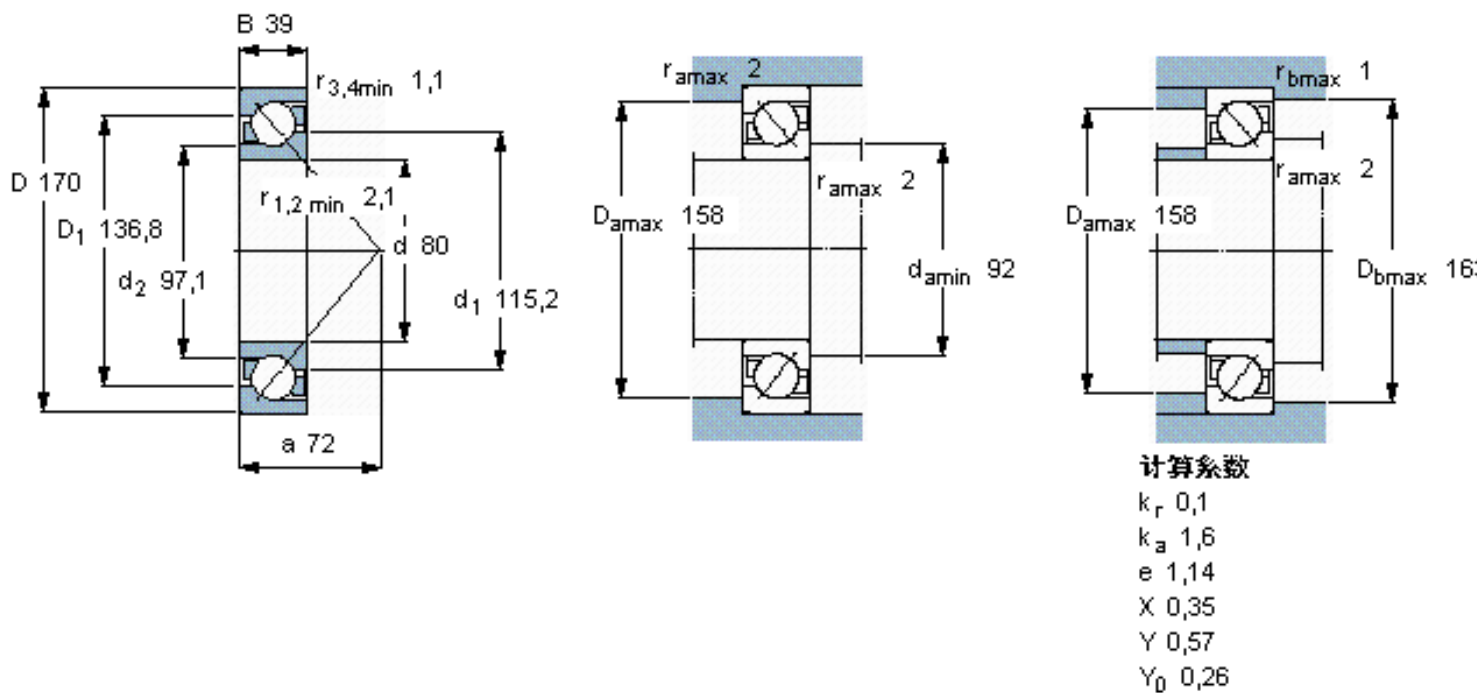 B 39
r3,4min 1,1
D 170
D1 136,8
d2 97,1
r1,2 min 2,1
d 80
d1 115,2
a 72
ramax 2
ramax 2
Damax 158
damin 92
rbmax 1
ramax 2
Damax 158
Dbmax 163
计算系数
kr 0,1
ka 1,6
e 1,14
X 0,35
Y 0,57
Y0 0,26